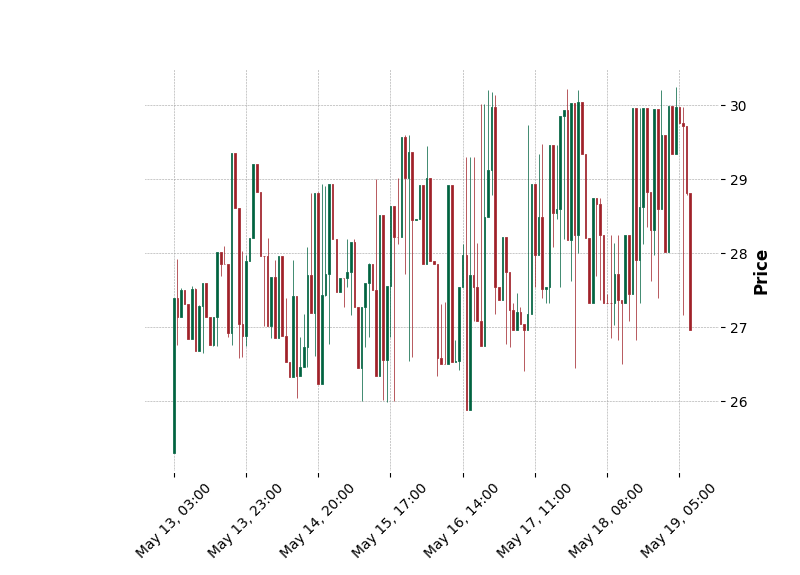 30
29
28
27
26
Price
May 13, 03:00
May 13, 23:00
May 14, 20:00
May 15, 17:00
May 16, 14:00
May 17, 11:00
May 18, 08:00
May 19, 05:00